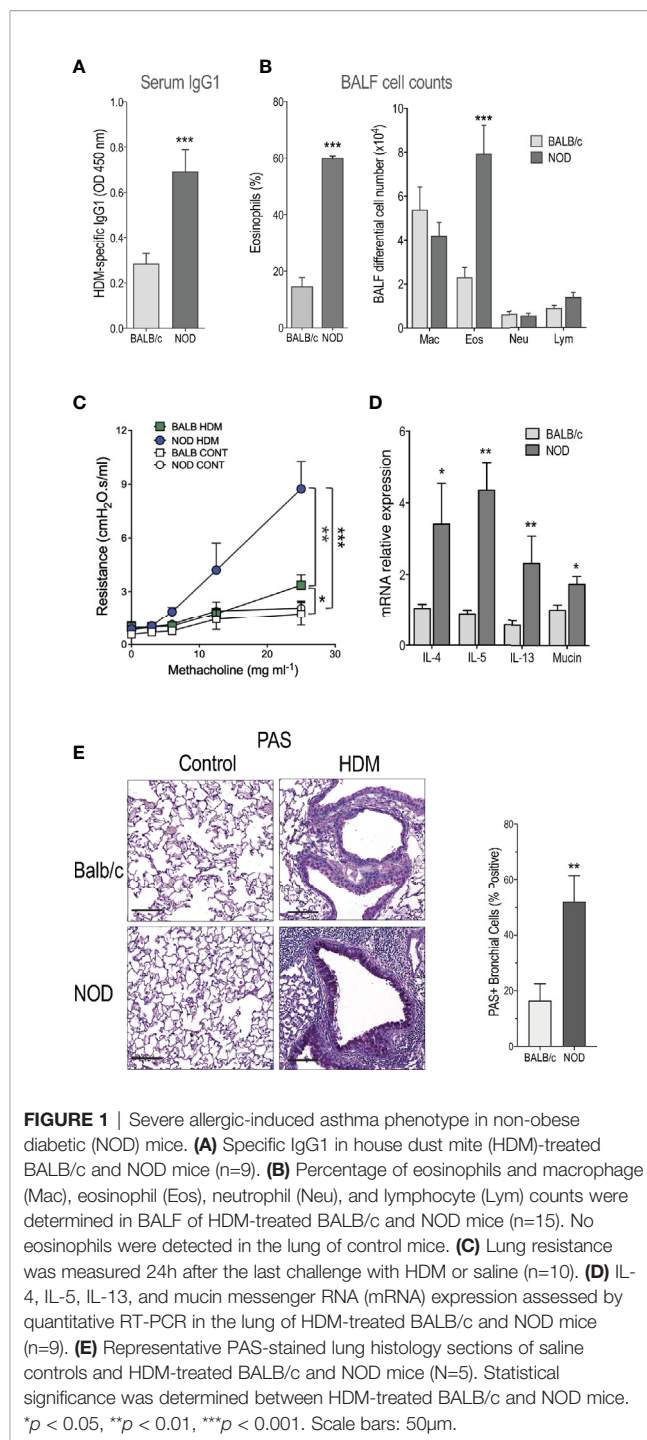 A
Serum IgG1
HDM-specific IgG1 (OD 450 nm)
1.0
0.8
0.6
0.4
0.2
0.0
***
BALB/c
NOD
B
BALF cell counts
Eosinophils (%)
80
60
40
20
0
***
BALB/c
NOD
BALF differential cell number (x10⁴)
10
8
6
4
2
0
***
BALB/c
NOD
Mac
Eos
Neu
Lym
C
BALB HDM
NOD HDM
BALB CONT
NOD CONT
Resistance (cmH₂O.s/ml)
12
9
6
3
0
**
***
*
0
10
20
30
Methacholine (mg ml⁻¹)
D
BALB/c
NOD
mRNA relative expression
6
4
2
0
*
**
**
*
IL-4
IL-5
IL-13
Mucin
E
PAS
Control
HDM
Balb/c
NOD
PAS+ Bronchial Cells (% Positive)
80
60
40
20
0
**
BALB/c
NOD
FIGURE 1 | Severe allergic-induced asthma phenotype in non-obese
diabetic (NOD) mice. (A) Specific IgG1 in house dust mite (HDM)-treated
BALB/c and NOD mice (n=9). (B) Percentage of eosinophils and macrophage
(Mac), eosinophil (Eos), neutrophil (Neu), and lymphocyte (Lym) counts were
determined in BALF of HDM-treated BALB/c and NOD mice (n=15). No
eosinophils were detected in the lung of control mice. (C) Lung resistance
was measured 24h after the last challenge with HDM or saline (n=10). (D) IL-
4, IL-5, IL-13, and mucin messenger RNA (mRNA) expression assessed by
quantitative RT-PCR in the lung of HDM-treated BALB/c and NOD mice
(n=9). (E) Representative PAS-stained lung histology sections of saline
controls and HDM-treated BALB/c and NOD mice (N=5). Statistical
significance was determined between HDM-treated BALB/c and NOD mice.
*p < 0.05, **p < 0.01, ***p < 0.001. Scale bars: 50µm.